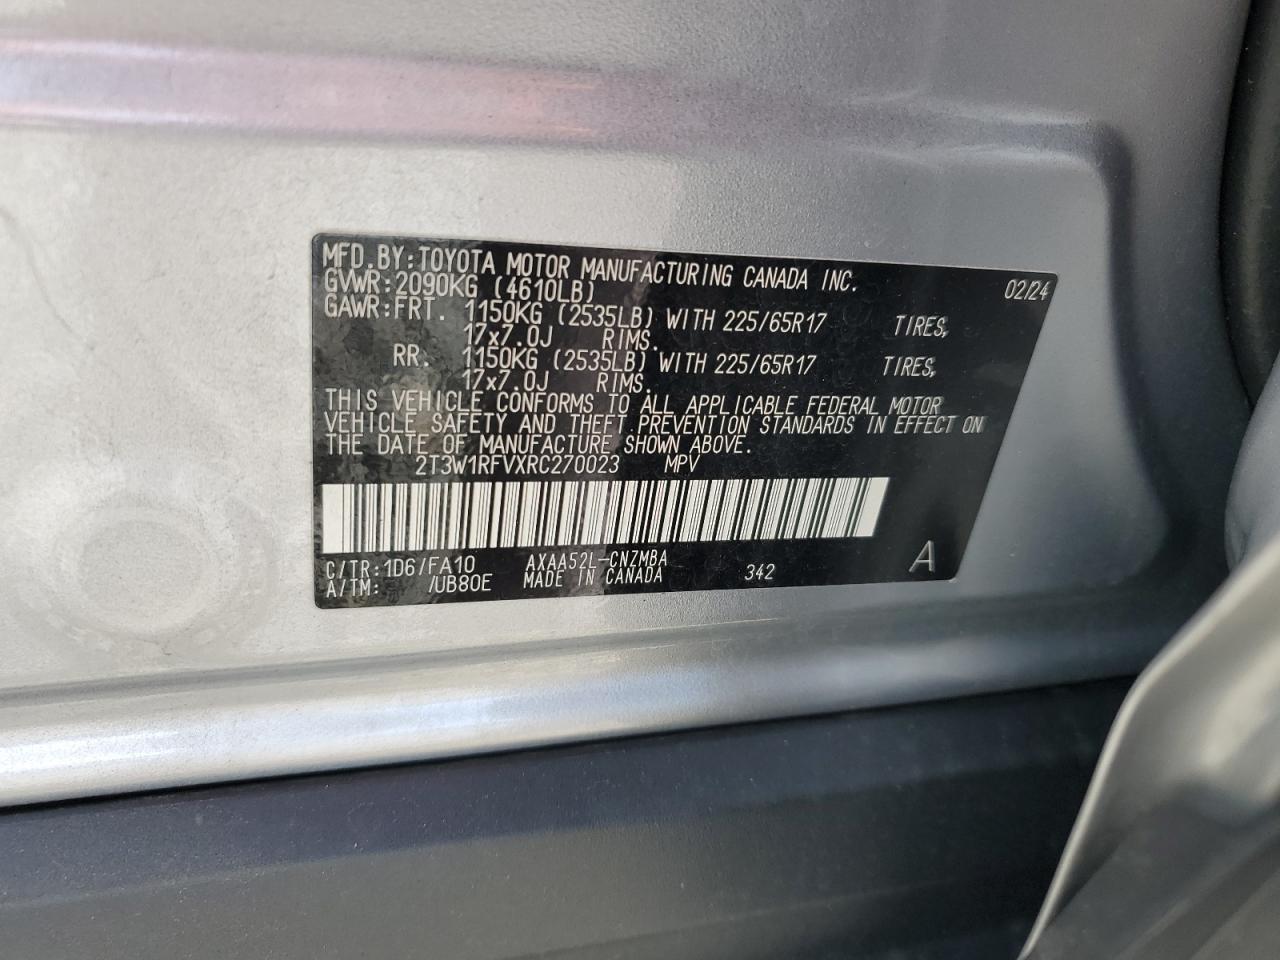 MFD.BY:TOYOTA MOTOR MANUFACTURING CANADA INC. 02/24
GVWR:2090KG (4610LB)
GAWR:FRT. 1150KG (2535LB) WITH 225/65R17 TIRES,
17x7.0J RIMS.
RR. 1150KG (2535LB) WITH 225/65R17 TIRES,
17x7.0J RIMS.
THIS VEHICLE CONFORMS TO ALL APPLICABLE FEDERAL MOTOR
VEHICLE SAFETY AND THEFT PREVENTION STANDARDS IN EFFECT ON
THE DATE OF MANUFACTURE SHOWN ABOVE.
2T3W1RFVXRC270023 MPV
C/TR:1D6/FA10 AXAA52L-CNZMBA
A/TM: /UB80E MADE IN CANADA 342 A